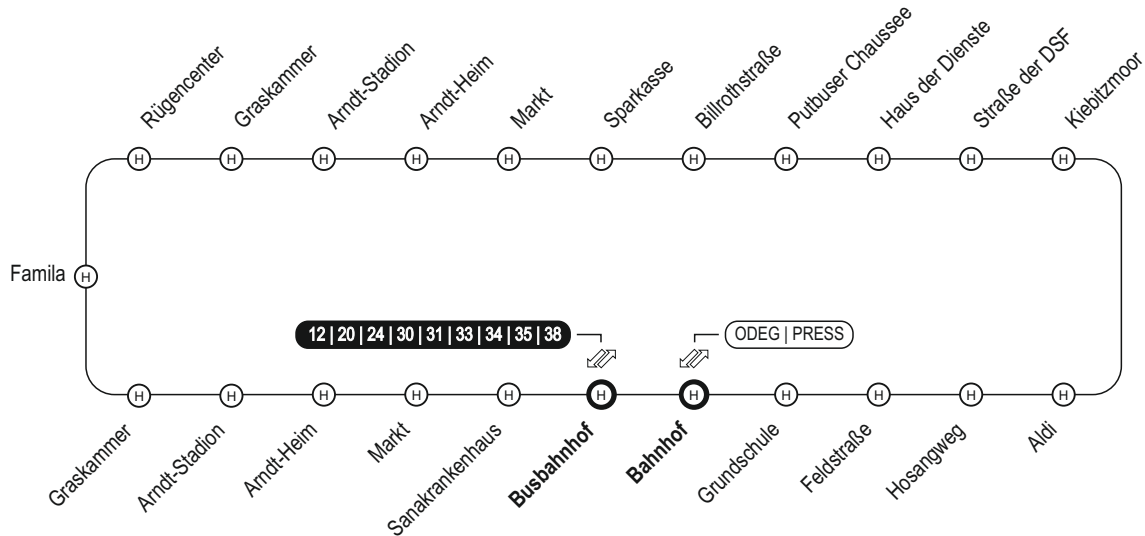 Rügencenter
Graskammer
Arndt-Stadion
Arndt-Heim
Markt
Sparkasse
Billrothstraße
Putbuser Chaussee
Haus der Dienste
Straße der DSF
Kiebitzmoor
H
H
H
H
H
H
H
H
H
H
H
Famila
H
12 | 20 | 24 | 30 | 31 | 33 | 34 | 35 | 38
ODEG | PRESS
H
H
H
H
H
H
H
H
H
H
H
Graskammer
Arndt-Stadion
Arndt-Heim
Markt
Sanakrankenhaus
Busbahnhof
Bahnhof
Grundschule
Feldstraße
Hosangweg
Aldi